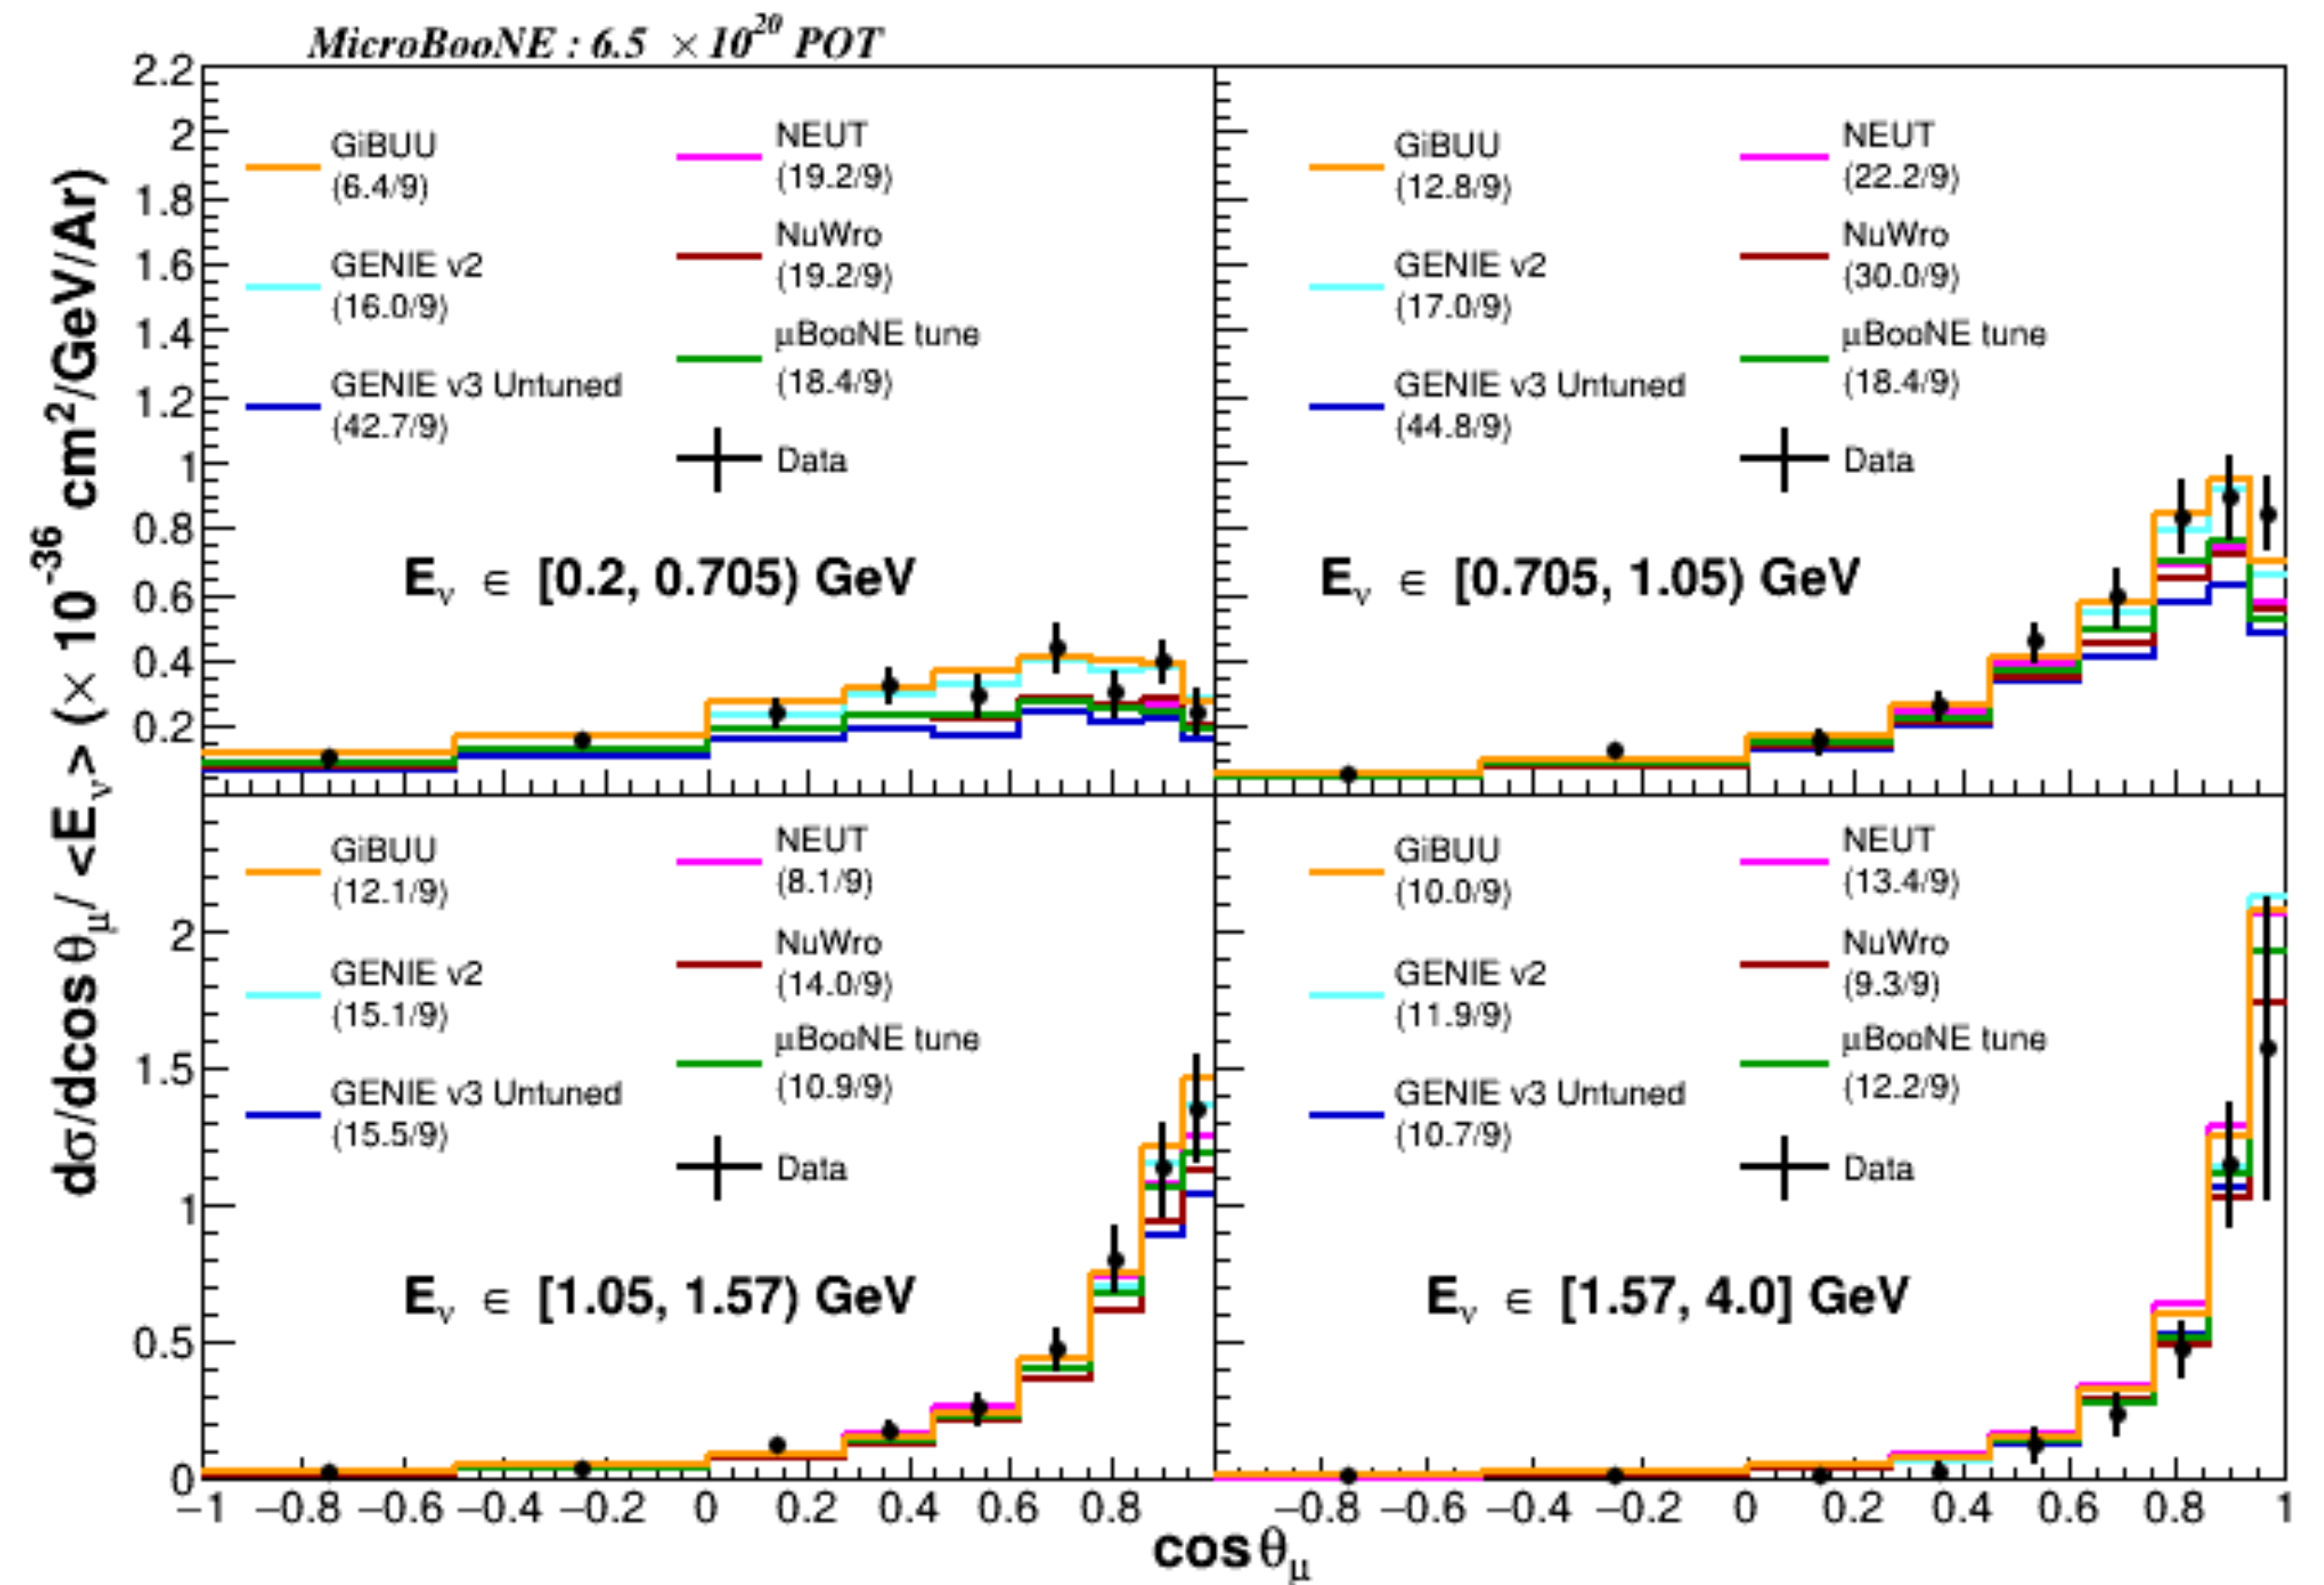 MicroBooNE : 6.5 ×10²⁰ POT
dσ/dcosθμ/ <Eν> (× 10⁻³⁶ cm²/GeV/Ar)
2.2
2
1.8
1.6
1.4
1.2
1
0.8
0.6
0.4
0.2
GiBUU
(6.4/9)
GENIE v2
(16.0/9)
GENIE v3 Untuned
(42.7/9)
NEUT
(19.2/9)
NuWro
(19.2/9)
μBooNE tune
(18.4/9)
Data
Eν ∈ [0.2, 0.705) GeV
GiBUU
(12.8/9)
GENIE v2
(17.0/9)
GENIE v3 Untuned
(44.8/9)
NEUT
(22.2/9)
NuWro
(30.0/9)
μBooNE tune
(18.4/9)
Data
Eν ∈ [0.705, 1.05) GeV
2
1.5
1
0.5
0
GiBUU
(12.1/9)
GENIE v2
(15.1/9)
GENIE v3 Untuned
(15.5/9)
NEUT
(8.1/9)
NuWro
(14.0/9)
μBooNE tune
(10.9/9)
Data
Eν ∈ [1.05, 1.57) GeV
GiBUU
(10.0/9)
GENIE v2
(11.9/9)
GENIE v3 Untuned
(10.7/9)
NEUT
(13.4/9)
NuWro
(9.3/9)
μBooNE tune
(12.2/9)
Data
Eν ∈ [1.57, 4.0] GeV
−1 −0.8 −0.6 −0.4 −0.2 0 0.2 0.4 0.6 0.8
−0.8 −0.6 −0.4 −0.2 0 0.2 0.4 0.6 0.8 1
cosθμ